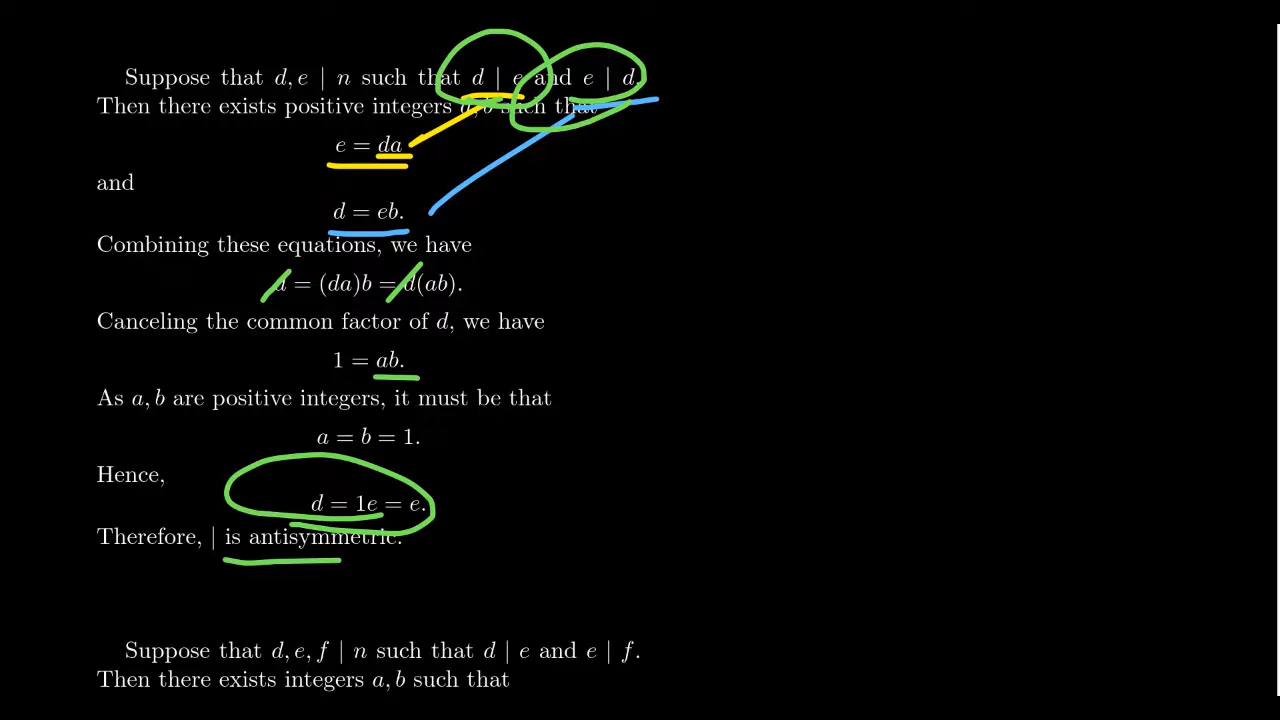 Suppose that d, e | n such that d | e and e | d.
Then there exists positive integers a, b such that
e = da
and
d = eb.
Combining these equations, we have
d = (da)b = d(ab).
Canceling the common factor of d, we have
1 = ab.
As a, b are positive integers, it must be that
a = b = 1.
Hence,
d = 1e = e.
Therefore, | is antisymmetric.
Suppose that d, e, f | n such that d | e and e | f.
Then there exists integers a, b such that